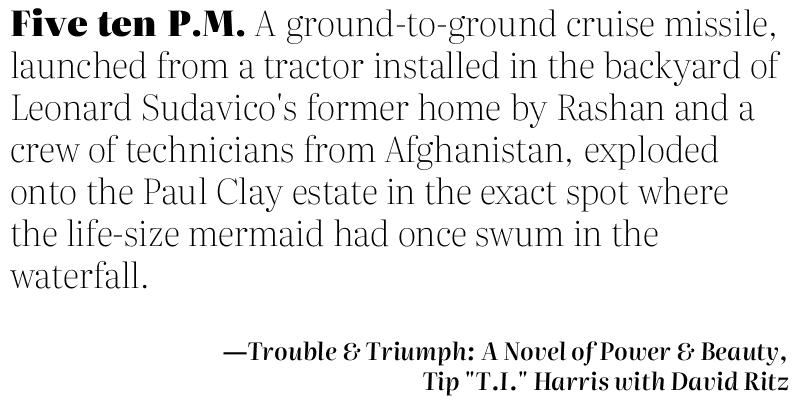 Five ten P.M. A ground-to-ground cruise missile,
launched from a tractor installed in the backyard of
Leonard Sudavico's former home by Rashan and a
crew of technicians from Afghanistan, exploded
onto the Paul Clay estate in the exact spot where
the life-size mermaid had once swum in the
waterfall.
—Trouble & Triumph: A Novel of Power & Beauty,
Tip "T.I." Harris with David Ritz